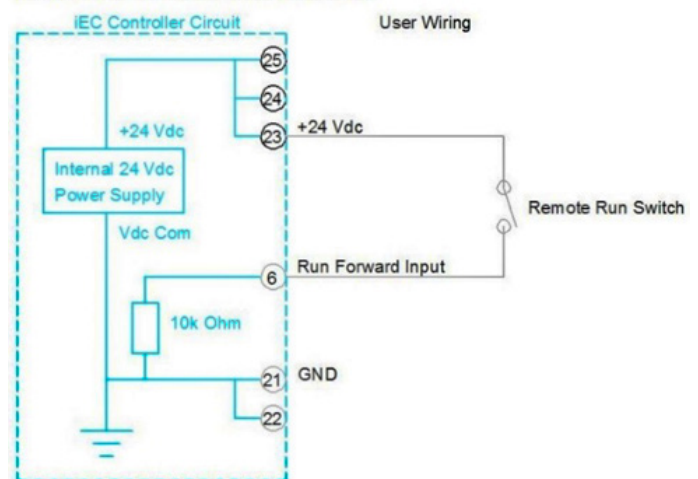 iEC Controller Circuit
User Wiring
25
24
+24 Vdc
23
+24 Vdc
Internal 24 Vdc
Power Supply
Remote Run Switch
Vdc Com
6
Run Forward Input
10k Ohm
21
GND
22